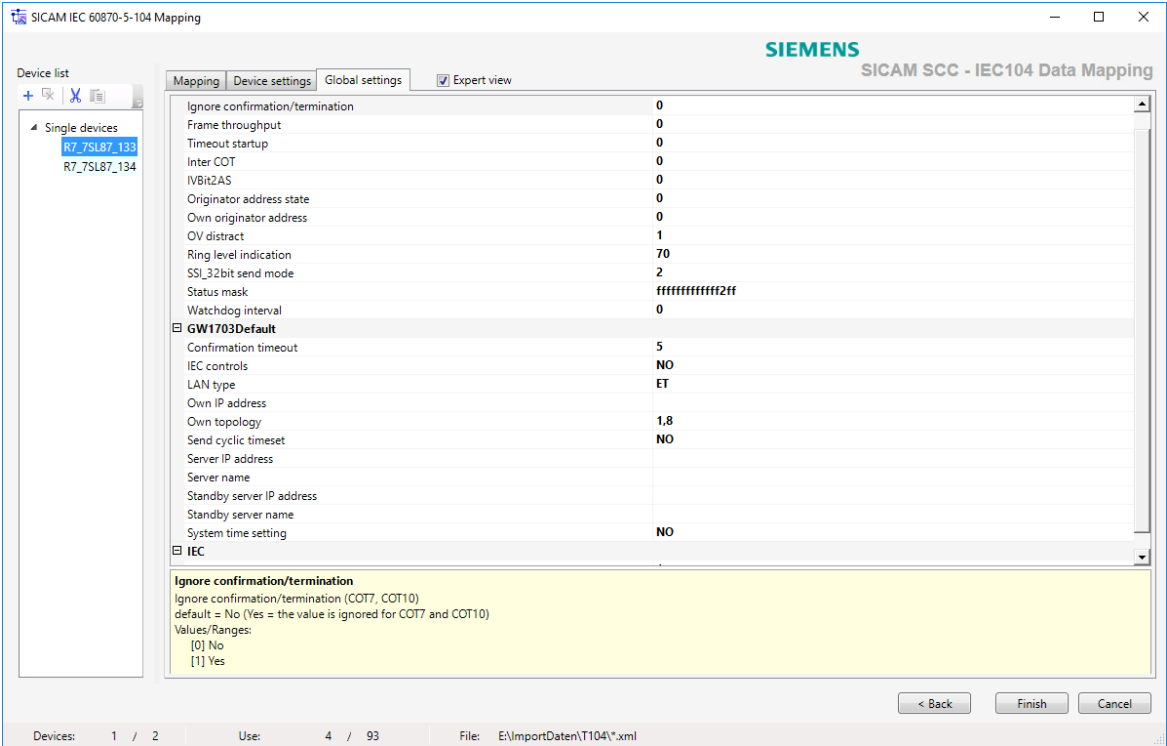 SICAM IEC 60870-5-104 Mapping
SIEMENS
SICAM SCC - IEC104 Data Mapping
Device list
Single devices
R7_7SL87_133
R7_7SL87_134
Mapping Device settings Global settings Expert view
Ignore confirmation/termination 0
Frame throughput 0
Timeout startup 0
Inter COT 0
IVBit2AS 0
Originator address state 0
Own originator address 0
OV distract 1
Ring level indication 70
SSI_32bit send mode 2
Status mask fffffffffffff2ff
Watchdog interval 0
GW1703Default
Confirmation timeout 5
IEC controls NO
LAN type ET
Own IP address
Own topology 1,8
Send cyclic timeset NO
Server IP address
Server name
Standby server IP address
Standby server name
System time setting NO
IEC
Ignore confirmation/termination
Ignore confirmation/termination (COT7, COT10)
default = No (Yes = the value is ignored for COT7 and COT10)
Values/Ranges:
[0] No
[1] Yes
< Back Finish Cancel
Devices: 1 / 2 Use: 4 / 93 File: E:\ImportDaten\T104\*.xml